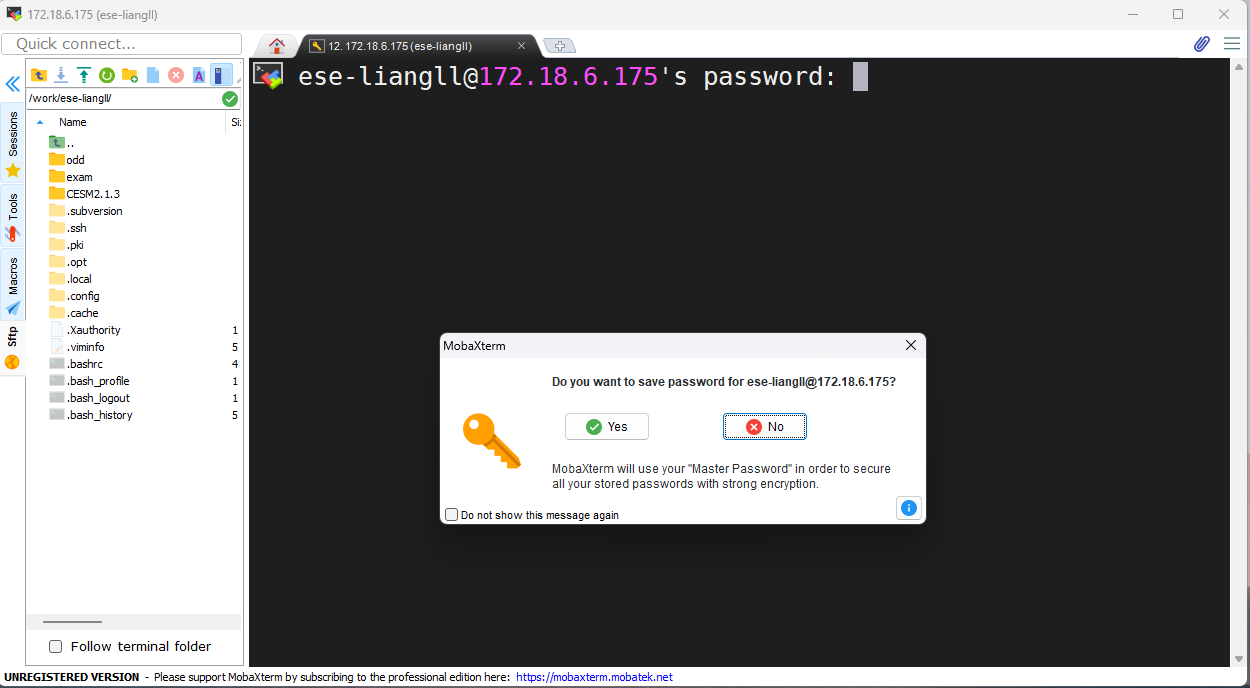 172.18.6.175 (ese-liangll)
Quick connect...
12. 172.18.6.175 (ese-liangll)
/work/ese-liangll/
Name
Si
..
odd
exam
CESM2.1.3
.subversion
.ssh
.pki
.opt
.local
.config
.cache
.Xauthority 1
.viminfo 5
.bashrc 4
.bash_profile 1
.bash_logout 1
.bash_history 5
Sessions
Tools
Macros
Sftp
Follow terminal folder
ese-liangll@172.18.6.175's password:
MobaXterm
Do you want to save password for ese-liangll@172.18.6.175?
Yes
No
MobaXterm will use your "Master Password" in order to secure
all your stored passwords with strong encryption.
Do not show this message again
UNREGISTERED VERSION - Please support MobaXterm by subscribing to the professional edition here: https://mobaxterm.mobatek.net